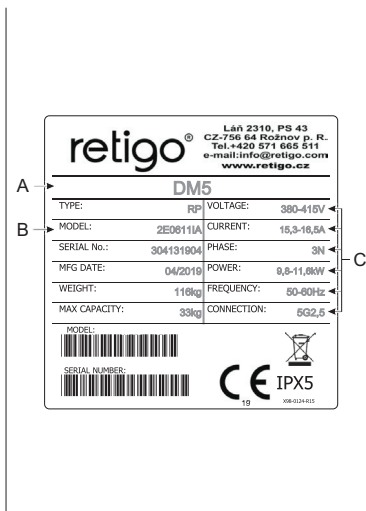 retigo®
Láň 2310, PS 43
CZ-756 64 Rožnov p. R.
Tel.+420 571 665 511
e-mail:info@retigo.com
www.retigo.cz
A
DM5
TYPE: RP VOLTAGE: 380-415V
B MODEL: 2E0611IA CURRENT: 15,3-16,5A
SERIAL No.: 304131904 PHASE: 3N
C
MFG DATE: 04/2019 POWER: 9,8-11,6kW
WEIGHT: 116kg FREQUENCY: 50-60Hz
MAX CAPACITY: 33kg CONNECTION: 5G2,5
MODEL:
SERIAL NUMBER:
CE IPX5
19
X98-0124-R15